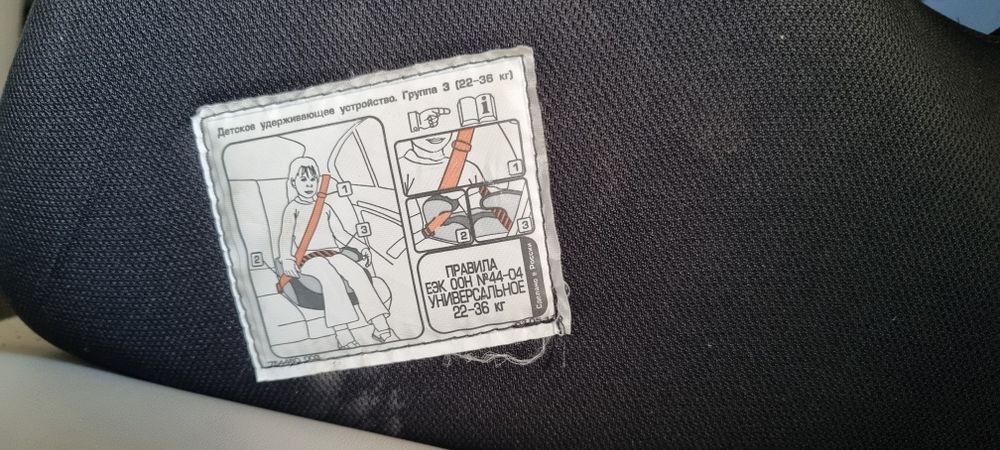 Детское удерживающее устройство. Группа 3 (22-36 кг)
i
1
3
2
1
2
3
ПРАВИЛА
ЕЭК ООН №44-04
УНИВЕРСАЛЬНОЕ
22-36 кг
Сделано в России